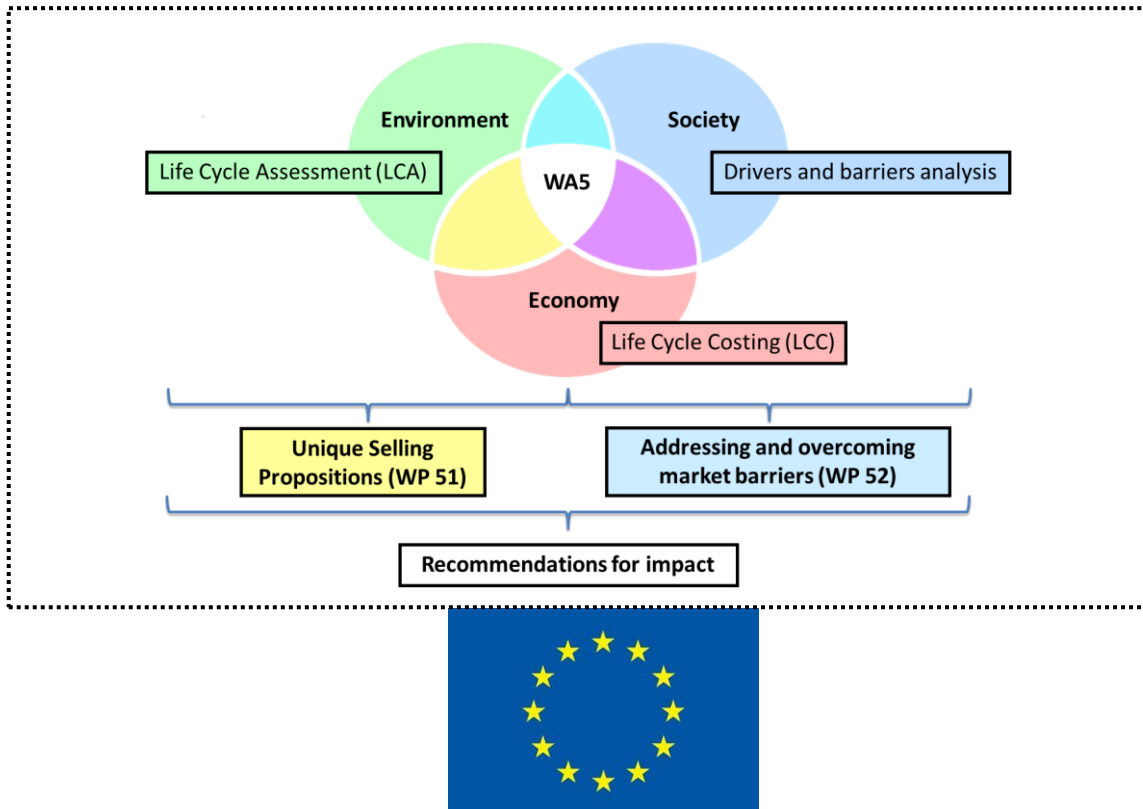 Environment
Society
Life Cycle Assessment (LCA)
WA5
Drivers and barriers analysis
Economy
Life Cycle Costing (LCC)
Unique Selling
Propositions (WP 51)
Addressing and overcoming
market barriers (WP 52)
Recommendations for impact